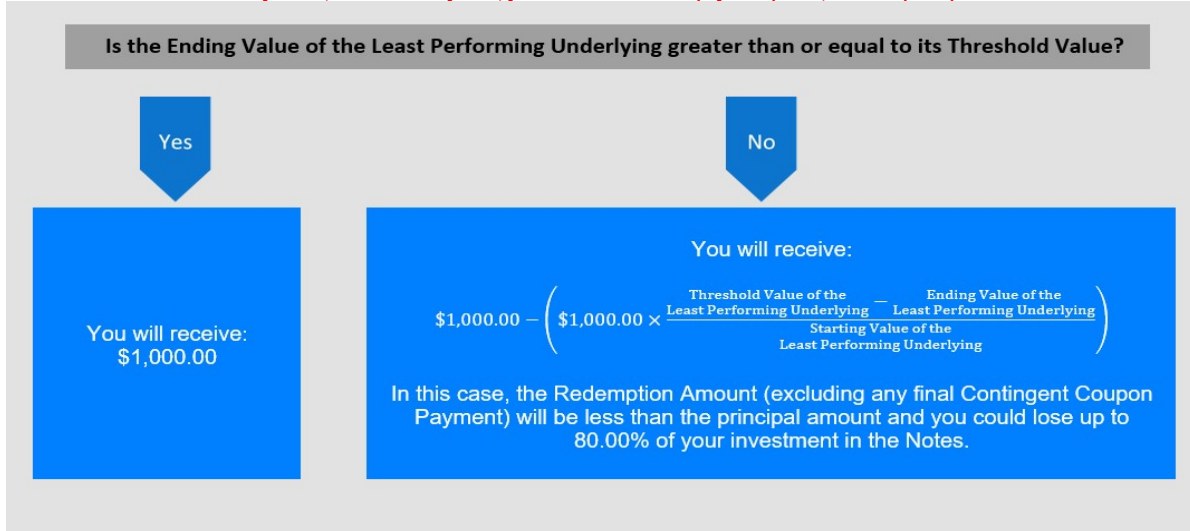 Is the Ending Value of the Least Performing Underlying greater than or equal to its Threshold Value?
Yes
No
You will receive:
$1,000.00
You will receive:
$1,000.00 − ($1,000.00 × (Threshold Value of the Least Performing Underlying − Ending Value of the Least Performing Underlying) / Starting Value of the Least Performing Underlying)
In this case, the Redemption Amount (excluding any final Contingent Coupon
Payment) will be less than the principal amount and you could lose up to
80.00% of your investment in the Notes.